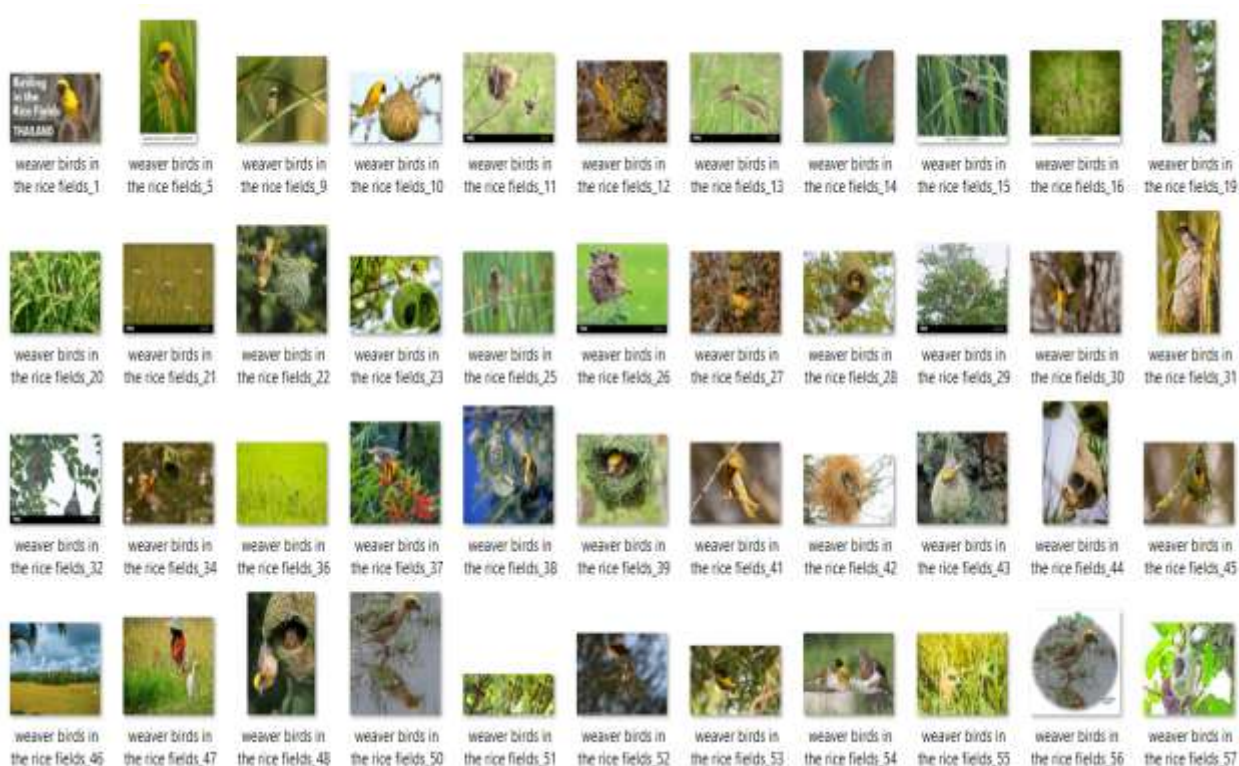 Birding
in the
Rice Fields
THAILAND
weaver birds in weaver birds in weaver birds in weaver birds in weaver birds in weaver birds in weaver birds in weaver birds in weaver birds in weaver birds in weaver birds in
the rice fields_1 the rice fields_5 the rice fields_9 the rice fields_10 the rice fields_11 the rice fields_12 the rice fields_13 the rice fields_14 the rice fields_15 the rice fields_16 the rice fields_19
weaver birds in weaver birds in weaver birds in weaver birds in weaver birds in weaver birds in weaver birds in weaver birds in weaver birds in weaver birds in weaver birds in
the rice fields_20 the rice fields_21 the rice fields_22 the rice fields_23 the rice fields_25 the rice fields_26 the rice fields_27 the rice fields_28 the rice fields_29 the rice fields_30 the rice fields_31
weaver birds in weaver birds in weaver birds in weaver birds in weaver birds in weaver birds in weaver birds in weaver birds in weaver birds in weaver birds in weaver birds in
the rice fields_32 the rice fields_34 the rice fields_36 the rice fields_37 the rice fields_38 the rice fields_39 the rice fields_41 the rice fields_42 the rice fields_43 the rice fields_44 the rice fields_45
weaver birds in weaver birds in weaver birds in weaver birds in weaver birds in weaver birds in weaver birds in weaver birds in weaver birds in weaver birds in weaver birds in
the rice fields_46 the rice fields_47 the rice fields_48 the rice fields_50 the rice fields_51 the rice fields_52 the rice fields_53 the rice fields_54 the rice fields_55 the rice fields_56 the rice fields_57